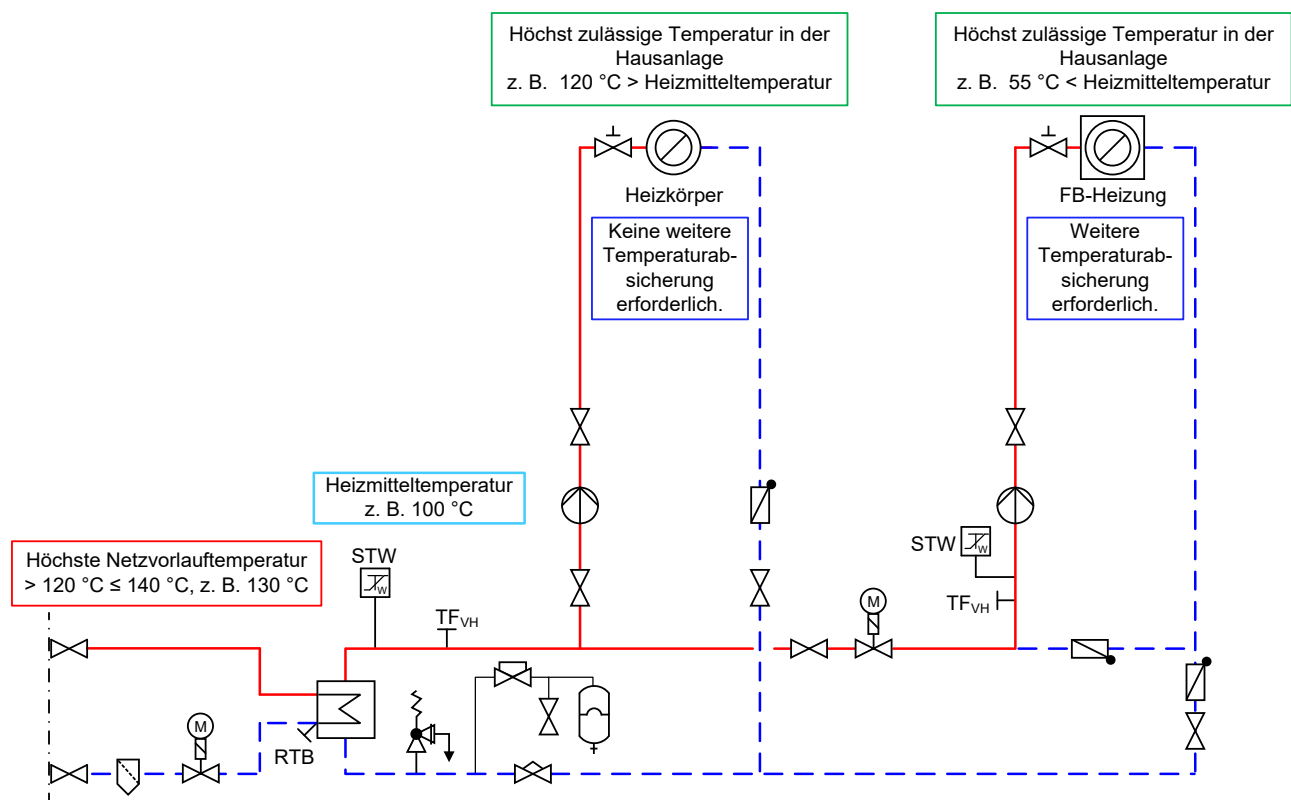 Höchst zulässige Temperatur in der
Hausanlage
z. B. 120 °C > Heizmitteltemperatur
Höchst zulässige Temperatur in der
Hausanlage
z. B. 55 °C < Heizmitteltemperatur
Heizkörper
FB-Heizung
Keine weitere
Temperaturab-
sicherung
erforderlich.
Weitere
Temperaturab-
sicherung
erforderlich.
Heizmitteltemperatur
z. B. 100 °C
Höchste Netzvorlauftemperatur
> 120 °C ≤ 140 °C, z. B. 130 °C
STW
W
TFVH
STW
W
TFVH
M
M
RTB